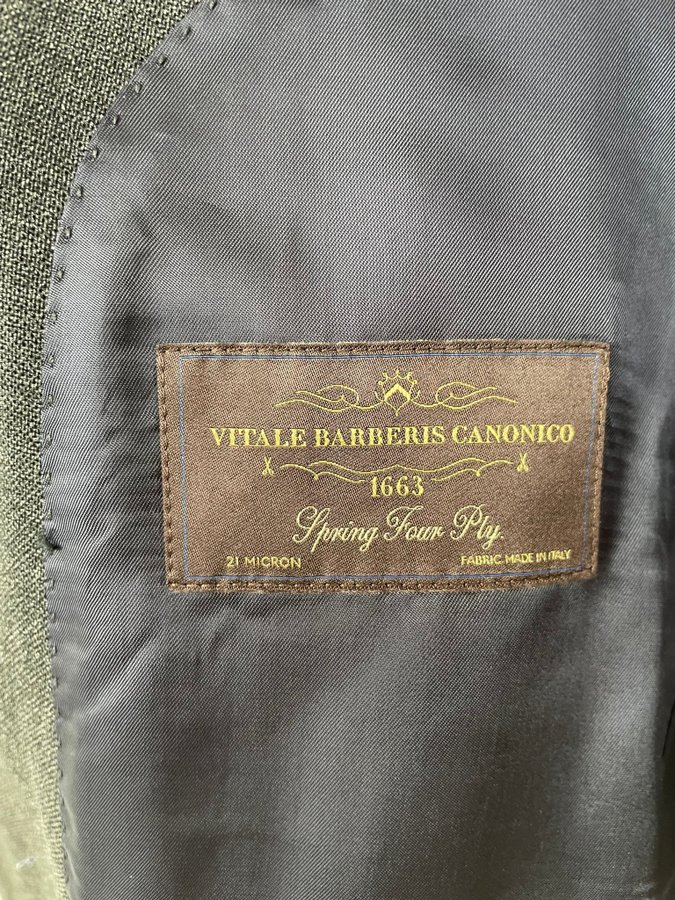 VITALE BARBERIS CANONICO
1663
Spring Four Ply.
21 MICRON
FABRIC MADE IN ITALY